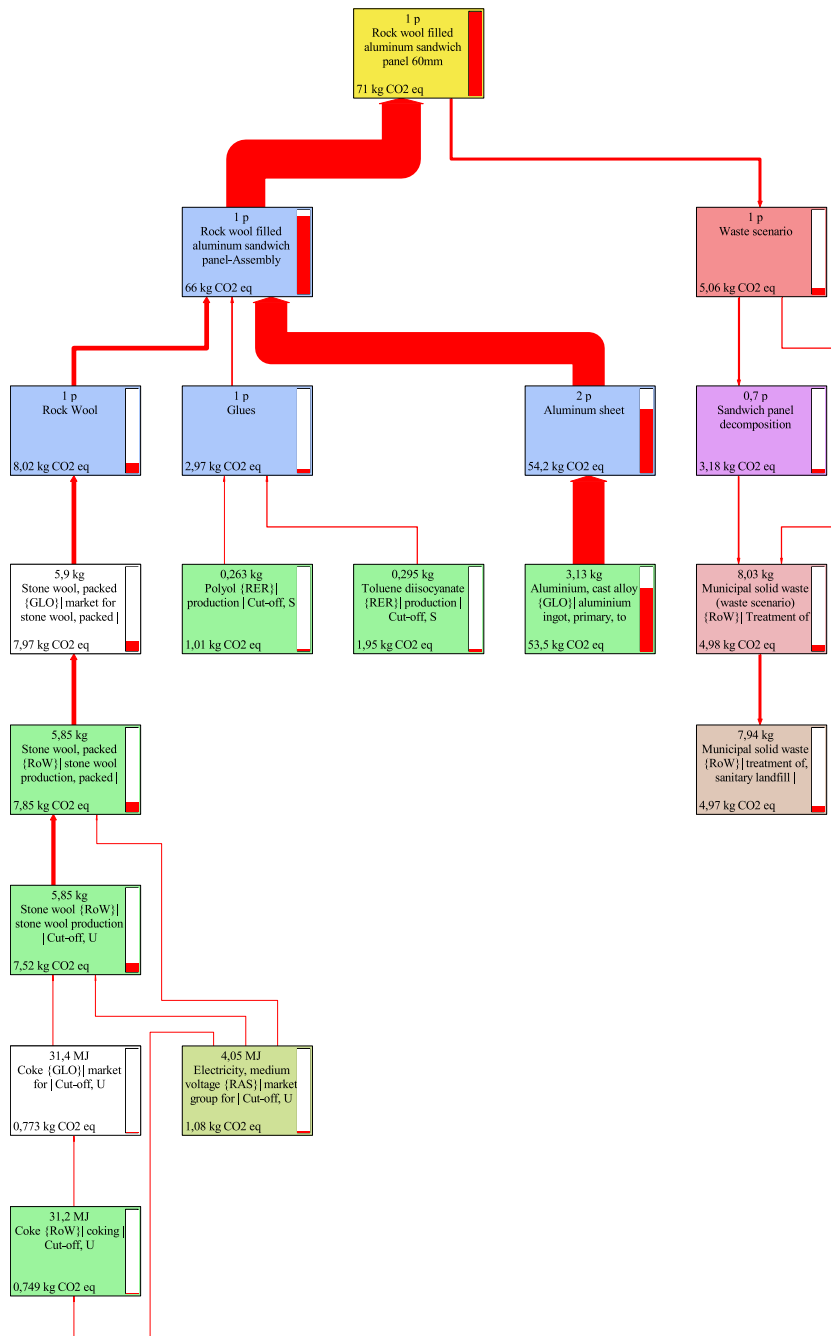 1 p
Rock wool filled
aluminum sandwich
panel 60mm
71 kg CO2 eq
1 p
Rock wool filled
aluminum sandwich
panel-Assembly
66 kg CO2 eq
1 p
Waste scenario
5,06 kg CO2 eq
1 p
Rock Wool
8,02 kg CO2 eq
1 p
Glues
2,97 kg CO2 eq
2 p
Aluminum sheet
54,2 kg CO2 eq
0,7 p
Sandwich panel
decomposition
3,18 kg CO2 eq
5,9 kg
Stone wool, packed
{GLO}| market for
stone wool, packed |
7,97 kg CO2 eq
0,263 kg
Polyol {RER}|
production | Cut-off, S
1,01 kg CO2 eq
0,295 kg
Toluene diisocyanate
{RER}| production |
Cut-off, S
1,95 kg CO2 eq
3,13 kg
Aluminium, cast alloy
{GLO}| aluminium
ingot, primary, to
53,5 kg CO2 eq
8,03 kg
Municipal solid waste
(waste scenario)
{RoW}| Treatment of
4,98 kg CO2 eq
5,85 kg
Stone wool, packed
{RoW}| stone wool
production, packed |
7,85 kg CO2 eq
7,94 kg
Municipal solid waste
{RoW}| treatment of,
sanitary landfill |
4,97 kg CO2 eq
5,85 kg
Stone wool {RoW}|
stone wool production
| Cut-off, U
7,52 kg CO2 eq
31,4 MJ
Coke {GLO}| market
for | Cut-off, U
0,773 kg CO2 eq
4,05 MJ
Electricity, medium
voltage {RAS}| market
group for | Cut-off, U
1,08 kg CO2 eq
31,2 MJ
Coke {RoW}| coking |
Cut-off, U
0,749 kg CO2 eq